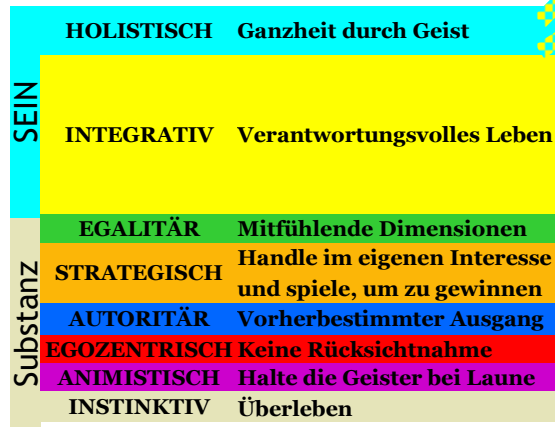 SEIN
HOLISTISCH Ganzheit durch Geist
INTEGRATIV Verantwortungsvolles Leben
Substanz
EGALITÄR Mitfühlende Dimensionen
STRATEGISCH Handle im eigenen Interesse
und spiele, um zu gewinnen
AUTORITÄR Vorherbestimmter Ausgang
EGOZENTRISCH Keine Rücksichtnahme
ANIMISTISCH Halte die Geister bei Laune
INSTINKTIV Überleben